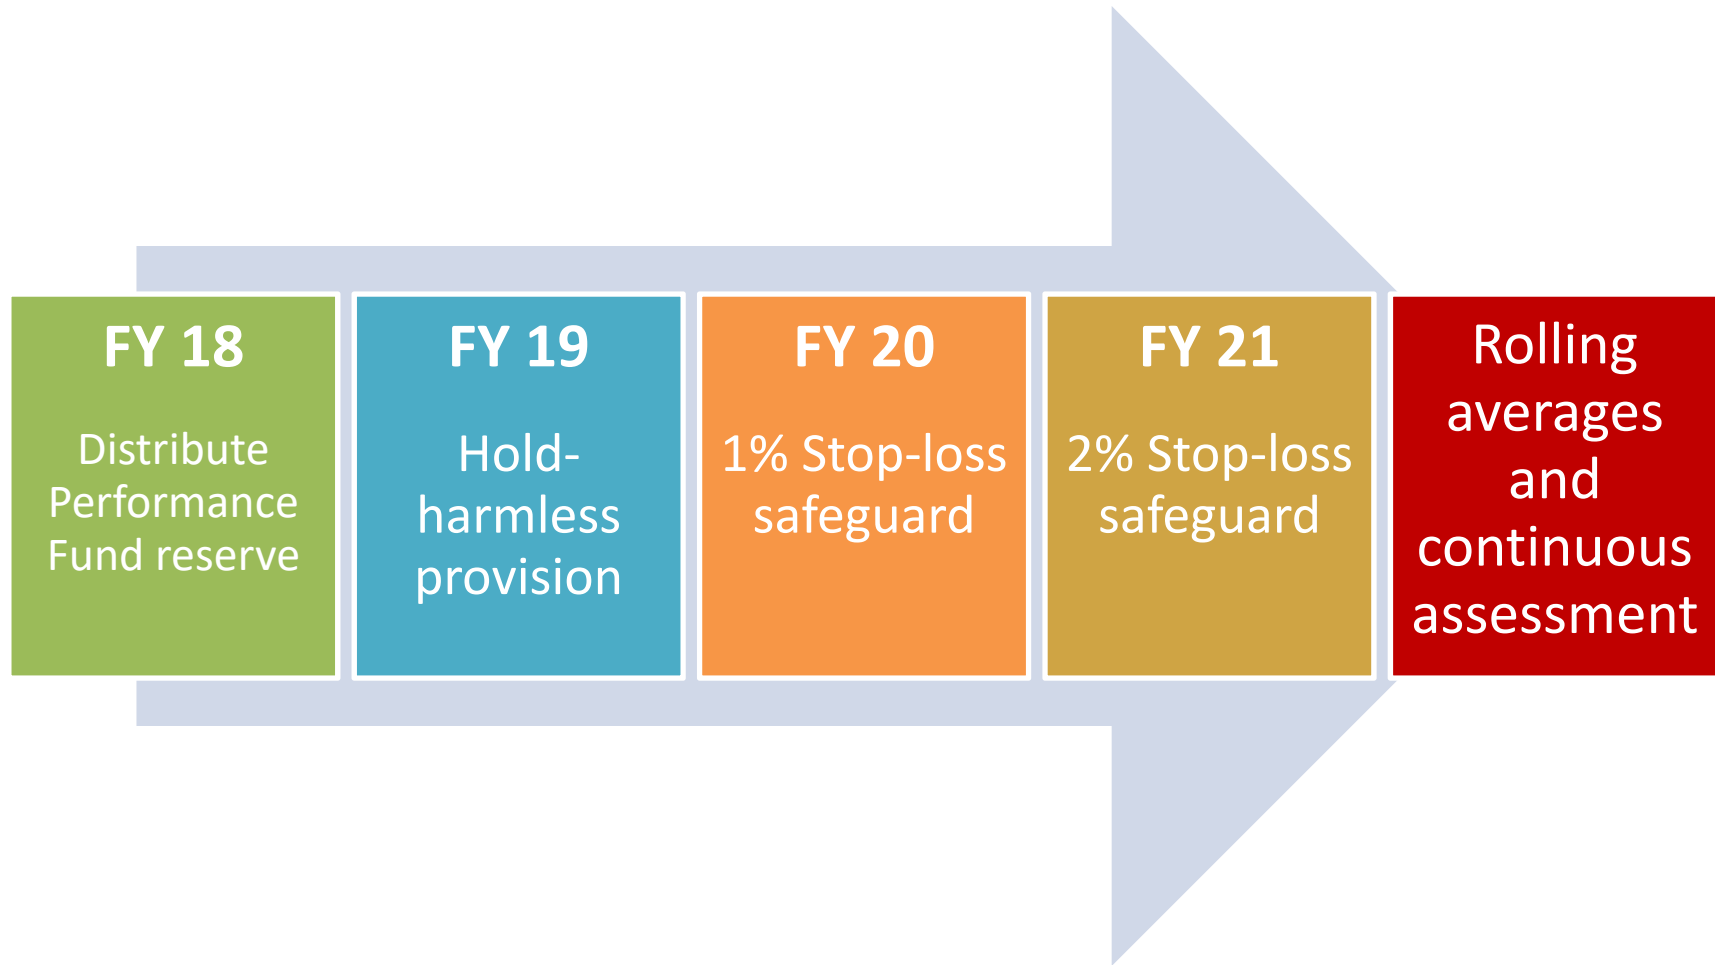 FY 18
Distribute
Performance
Fund reserve
FY 19
Hold-
harmless
provision
FY 20
1% Stop-loss
safeguard
FY 21
2% Stop-loss
safeguard
Rolling
averages
and
continuous
assessment